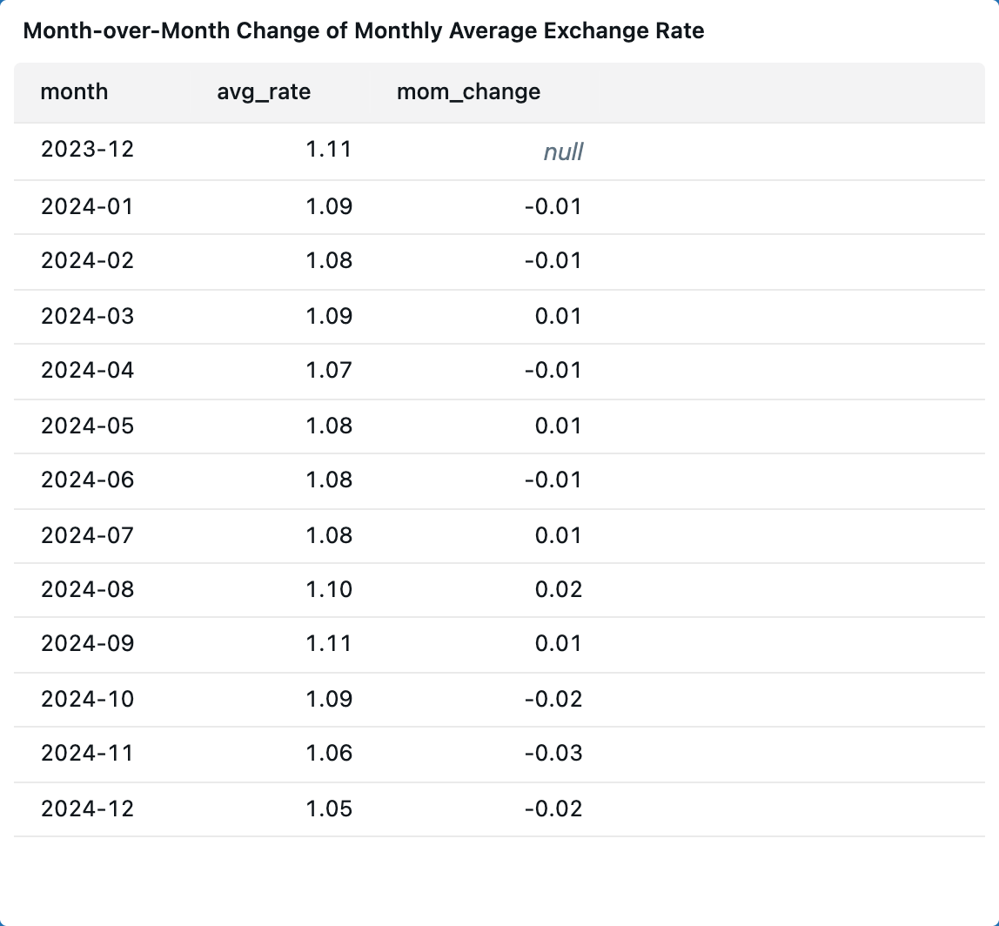 Month-over-Month Change of Monthly Average Exchange Rate
month avg_rate mom_change
2023-12 1.11 null
2024-01 1.09 -0.01
2024-02 1.08 -0.01
2024-03 1.09 0.01
2024-04 1.07 -0.01
2024-05 1.08 0.01
2024-06 1.08 -0.01
2024-07 1.08 0.01
2024-08 1.10 0.02
2024-09 1.11 0.01
2024-10 1.09 -0.02
2024-11 1.06 -0.03
2024-12 1.05 -0.02